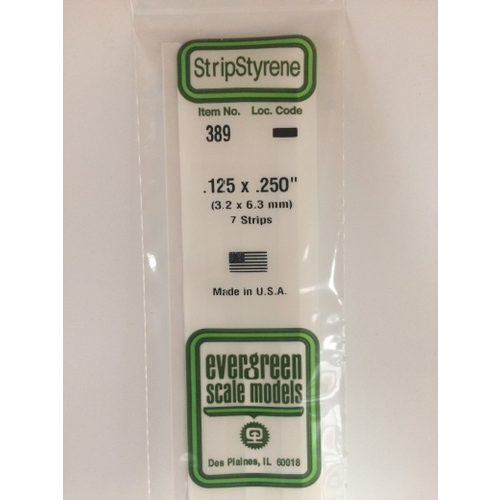 StripStyrene
Item No. Loc. Code
389
.125 x .250"
(3.2 x 6.3 mm)
7 Strips
Made in U.S.A.
evergreen
scale models
Des Plaines, IL 60018